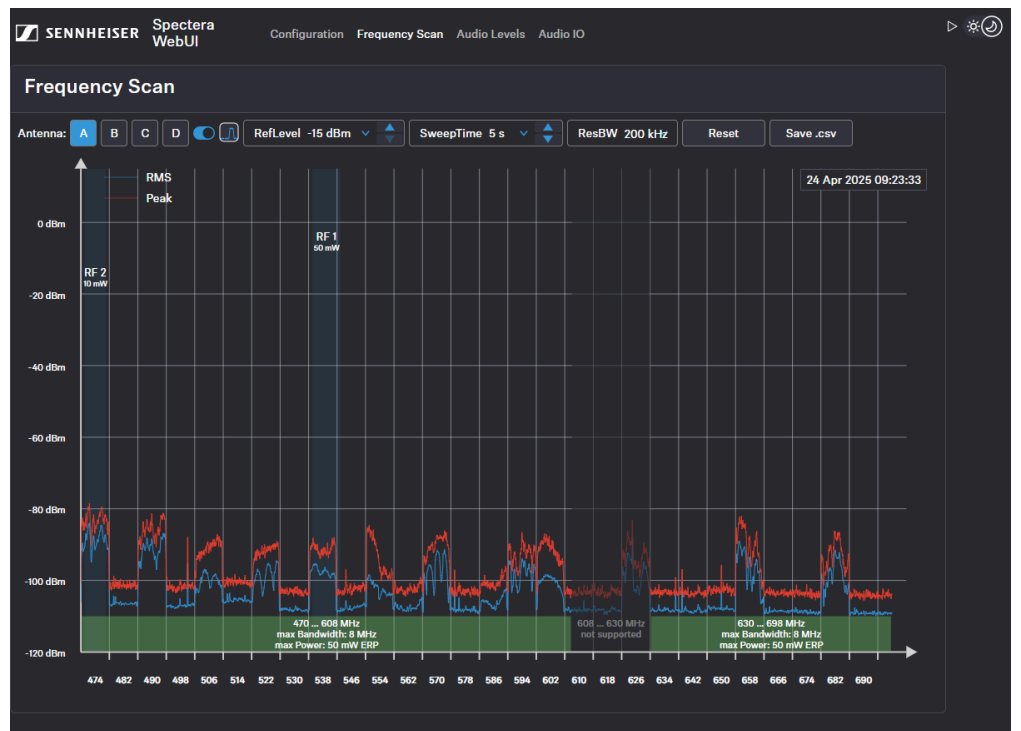 SENNHEISER
Spectera
WebUI
Configuration Frequency Scan Audio Levels Audio IO
Frequency Scan
Antenna: A B C D RefLevel -15 dBm SweepTime 5 s ResBW 200 kHz Reset Save .csv
RMS
Peak
24 Apr 2025 09:23:33
0 dBm
RF 1
50 mW
RF 2
10 mW
-20 dBm
-40 dBm
-60 dBm
-80 dBm
-100 dBm
470 ... 608 MHz
max Bandwidth: 8 MHz
max Power: 50 mW ERP
608 ... 630 MHz
not supported
630 ... 698 MHz
max Bandwidth: 8 MHz
max Power: 50 mW ERP
-120 dBm
474 482 490 498 506 514 522 530 538 546 554 562 570 578 586 594 602 610 618 626 634 642 650 658 666 674 682 690